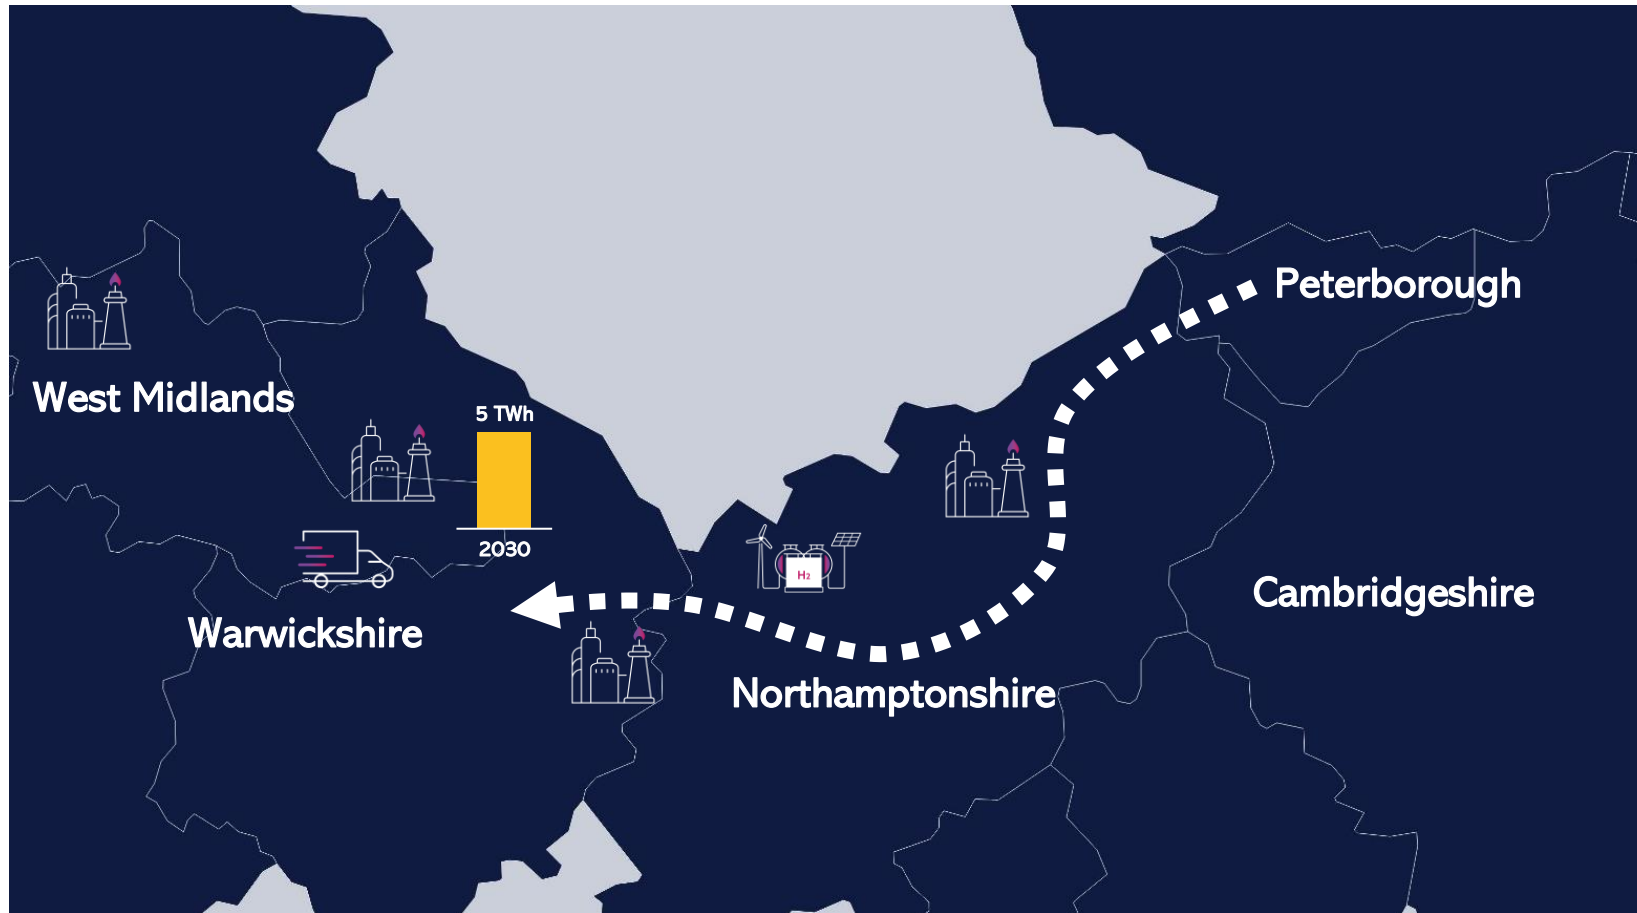 Peterborough
West Midlands
5 TWh
2030
H2
Cambridgeshire
Warwickshire
Northamptonshire